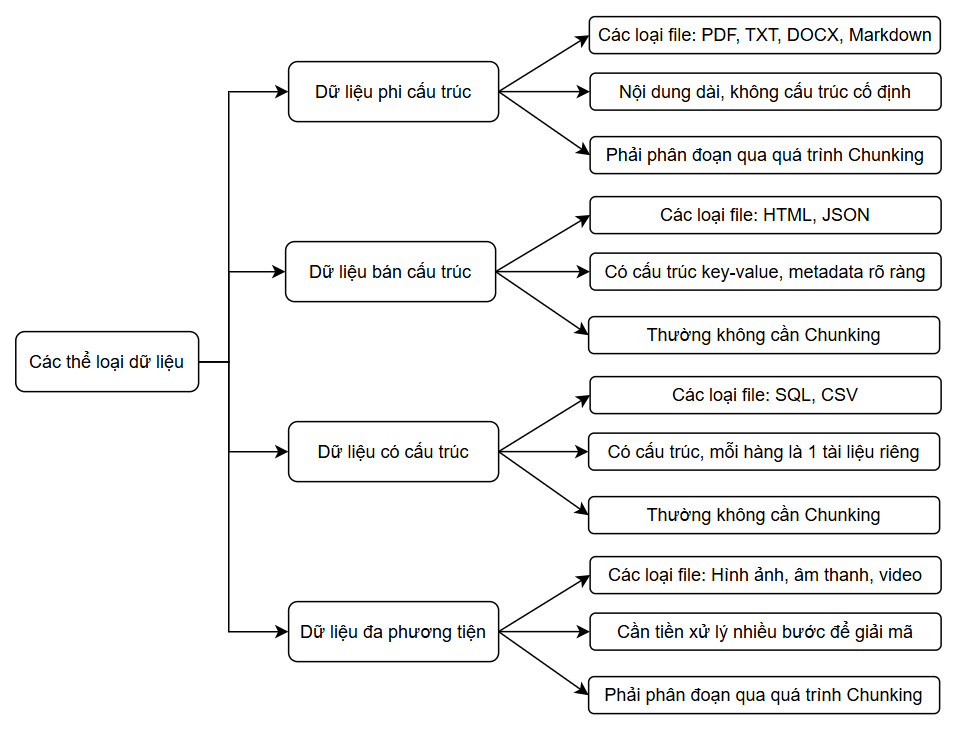 Các thể loại dữ liệu
Dữ liệu phi cấu trúc
Các loại file: PDF, TXT, DOCX, Markdown
Nội dung dài, không cấu trúc cố định
Phải phân đoạn qua quá trình Chunking
Dữ liệu bán cấu trúc
Các loại file: HTML, JSON
Có cấu trúc key-value, metadata rõ ràng
Thường không cần Chunking
Dữ liệu có cấu trúc
Các loại file: SQL, CSV
Có cấu trúc, mỗi hàng là 1 tài liệu riêng
Thường không cần Chunking
Dữ liệu đa phương tiện
Các loại file: Hình ảnh, âm thanh, video
Cần tiền xử lý nhiều bước để giải mã
Phải phân đoạn qua quá trình Chunking